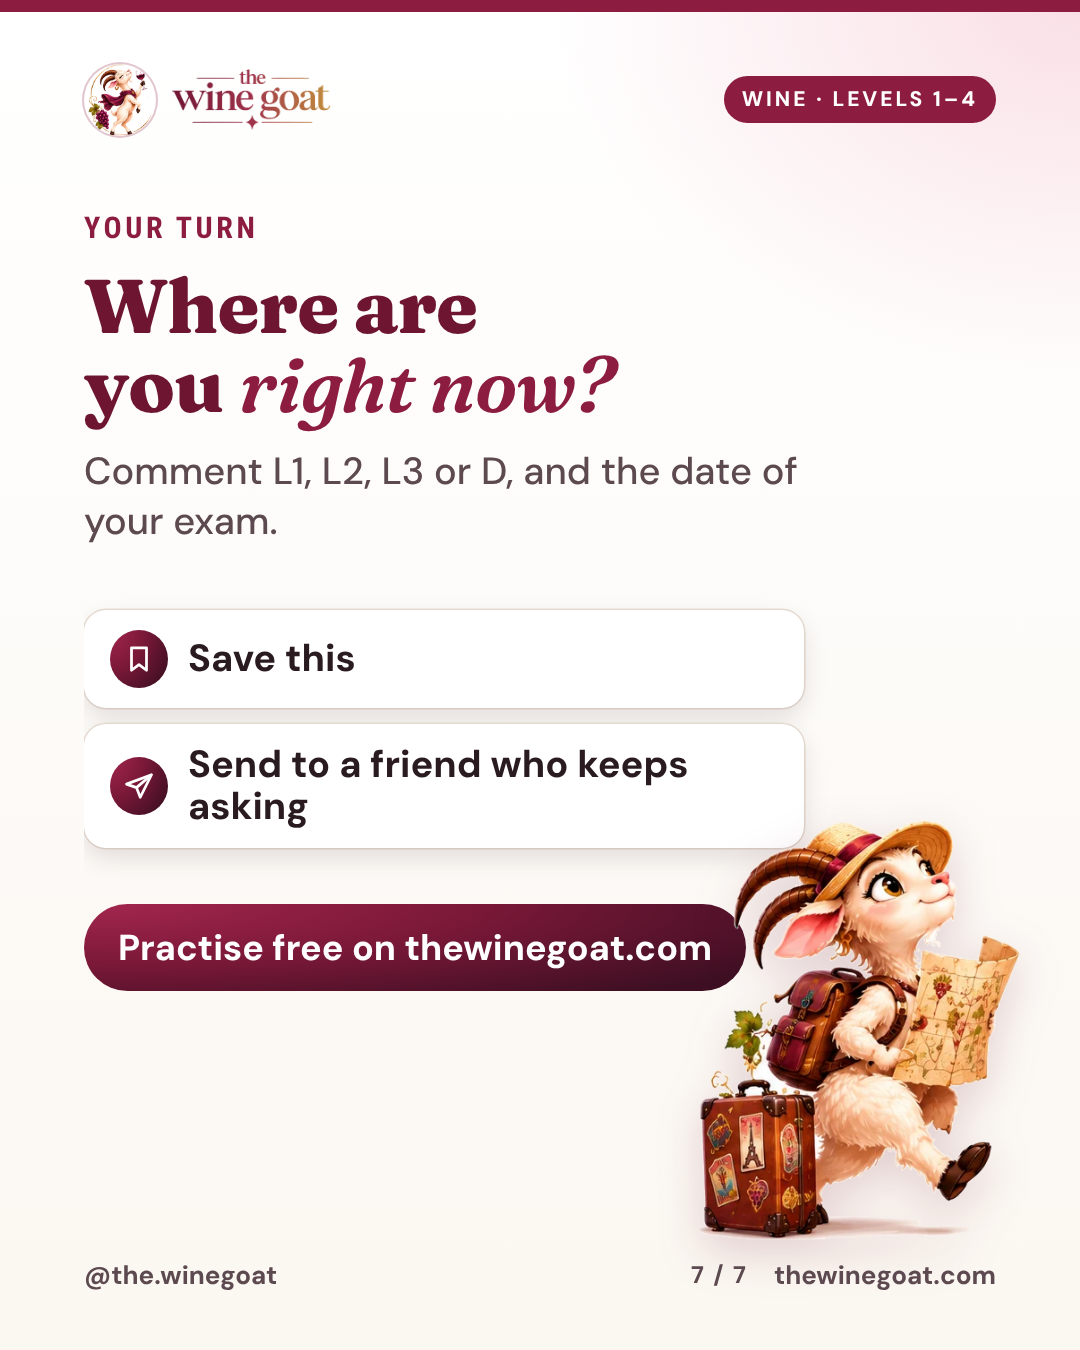 the
wine goat
WINE · LEVELS 1–4
YOUR TURN
Where are
you right now?
Comment L1, L2, L3 or D, and the date of
your exam.
Save this
Send to a friend who keeps
asking
Practise free on thewinegoat.com
@the.winegoat
7 / 7
thewinegoat.com